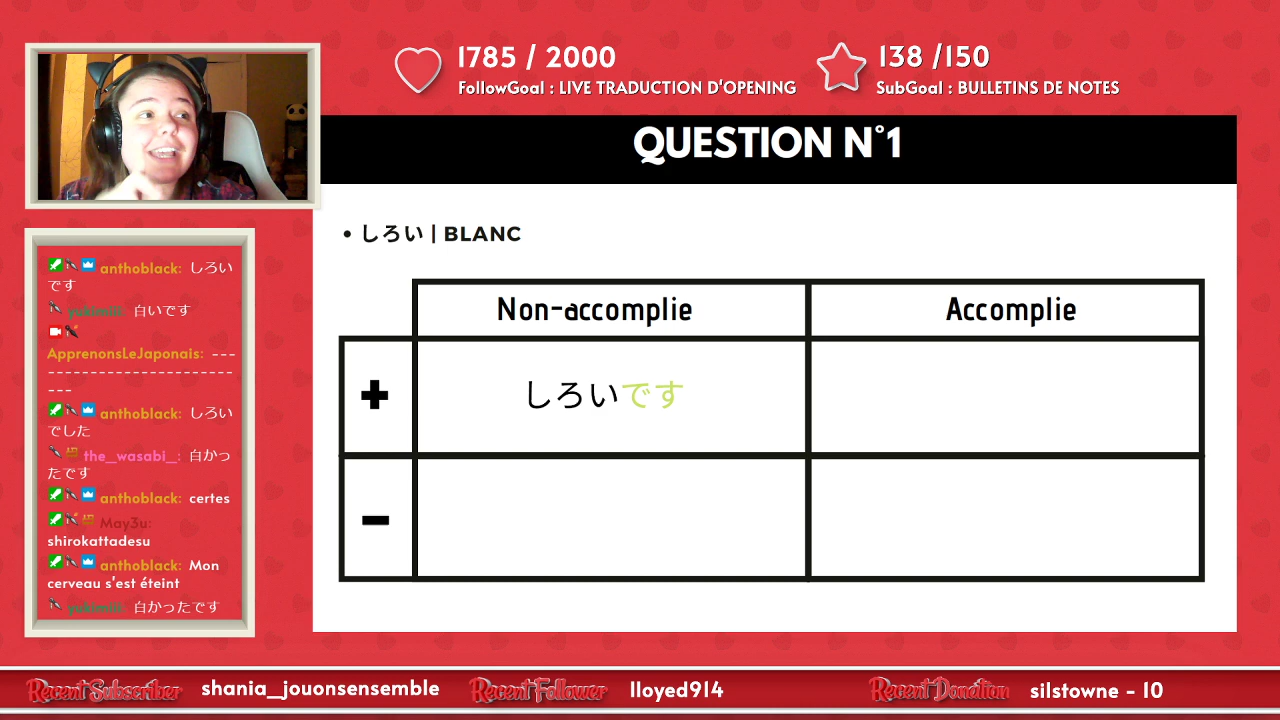 1785 / 2000
FollowGoal : LIVE TRADUCTION D'OPENING
138 /150
SubGoal : BULLETINS DE NOTES
QUESTION N°1
• しろい | BLANC
Non-accomplie
Accomplie
+
しろいです
-
anthoblack: しろい
です
yukimiii: 白いです
ApprenonsLeJaponais: ---
------------------------
---
anthoblack: しろい
でした
the_wasabi_: 白かっ
たです
anthoblack: certes
May3u:
shirokattadesu
anthoblack: Mon
cerveau s'est éteint
yukimiii: 白かったです
Recent Subscriber
shania_jouonsensemble
Recent Follower
lloyed914
Recent Donation
silstowne - 10